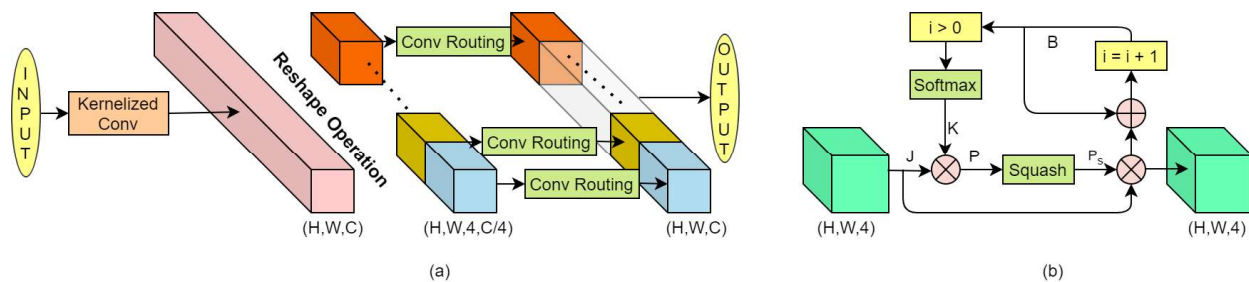 INPUT
Kernelized
Conv
Reshape Operation
(H,W,C)
Conv Routing
Conv Routing
Conv Routing
(H,W,4,C/4)
(H,W,C)
OUTPUT
(a)
i > 0
B
i = i + 1
Softmax
K
J
P
Squash
Ps
(H,W,4)
(H,W,4)
(b)